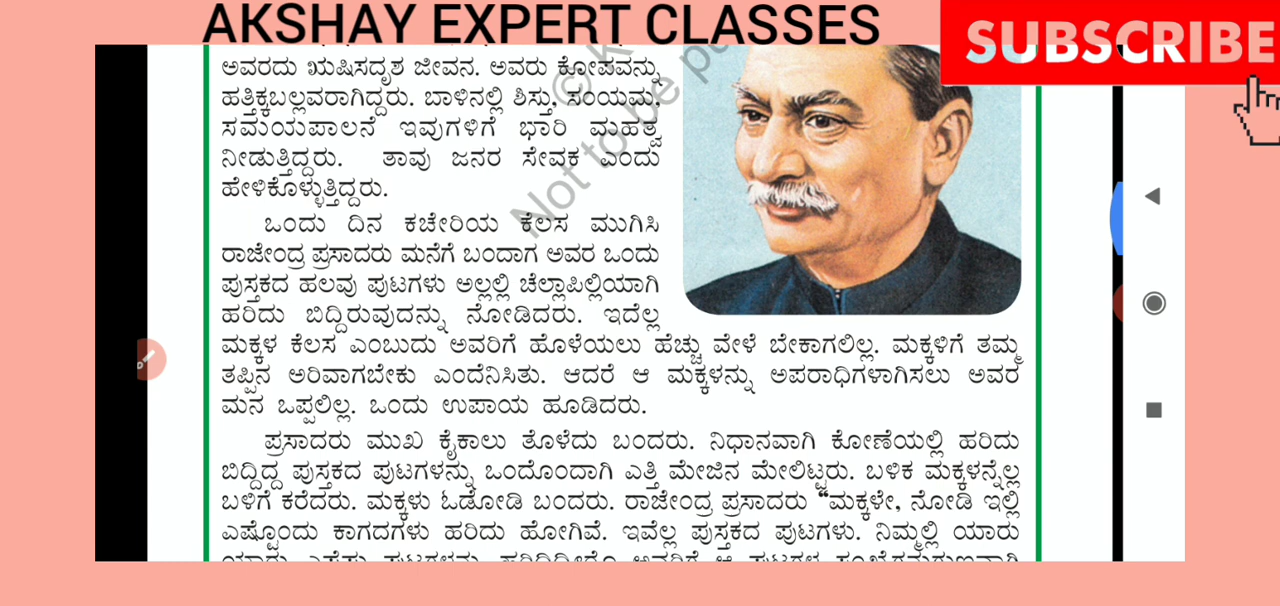 AKSHAY EXPERT CLASSES
SUBSCRIBE
ಅವರದು ಋಷಿಸದೃಶ ಜೀವನ. ಅವರು ಕೋಪವನ್ನು
ಹತ್ತಿಕ್ಕಬಲ್ಲವರಾಗಿದ್ದರು. ಬಾಳಿನಲ್ಲಿ ಶಿಸ್ತು, ಸಂಯಮ,
ಸಮಯಪಾಲನೆ ಇವುಗಳಿಗೆ ಭಾರಿ ಮಹತ್ವ
ನೀಡುತ್ತಿದ್ದರು. ತಾವು ಜನರ ಸೇವಕ ಎಂದು
ಹೇಳಿಕೊಳ್ಳುತ್ತಿದ್ದರು.
ಒಂದು ದಿನ ಕಚೇರಿಯ ಕೆಲಸ ಮುಗಿಸಿ
ರಾಜೇಂದ್ರ ಪ್ರಸಾದರು ಮನೆಗೆ ಬಂದಾಗ ಅವರ ಒಂದು
ಪುಸ್ತಕದ ಹಲವು ಪುಟಗಳು ಅಲ್ಲಲ್ಲಿ ಚೆಲ್ಲಾಪಿಲ್ಲಿಯಾಗಿ
ಹರಿದು ಬಿದ್ದಿರುವುದನ್ನು ನೋಡಿದರು. ಇದೆಲ್ಲ
ಮಕ್ಕಳ ಕೆಲಸ ಎಂಬುದು ಅವರಿಗೆ ಹೊಳೆಯಲು ಹೆಚ್ಚು ವೇಳೆ ಬೇಕಾಗಲಿಲ್ಲ. ಮಕ್ಕಳಿಗೆ ತಮ್ಮ
ತಪ್ಪಿನ ಅರಿವಾಗಬೇಕು ಎಂದೆನಿಸಿತು. ಆದರೆ ಆ ಮಕ್ಕಳನ್ನು ಅಪರಾಧಿಗಳಾಗಿಸಲು ಅವರ
ಮನ ಒಪ್ಪಲಿಲ್ಲ. ಒಂದು ಉಪಾಯ ಹೂಡಿದರು.
ಪ್ರಸಾದರು ಮುಖ ಕೈಕಾಲು ತೊಳೆದು ಬಂದರು. ನಿಧಾನವಾಗಿ ಕೋಣೆಯಲ್ಲಿ ಹರಿದು
ಬಿದ್ದಿದ್ದ ಪುಸ್ತಕದ ಪುಟಗಳನ್ನು ಒಂದೊಂದಾಗಿ ಎತ್ತಿ ಮೇಜಿನ ಮೇಲಿಟ್ಟರು. ಬಳಿಕ ಮಕ್ಕಳನ್ನೆಲ್ಲ
ಬಳಿಗೆ ಕರೆದರು. ಮಕ್ಕಳು ಓಡೋಡಿ ಬಂದರು. ರಾಜೇಂದ್ರ ಪ್ರಸಾದರು “ಮಕ್ಕಳೇ, ನೋಡಿ ಇಲ್ಲಿ
ಎಷ್ಟೊಂದು ಕಾಗದಗಳು ಹರಿದು ಹೋಗಿವೆ. ಇವೆಲ್ಲ ಪುಸ್ತಕದ ಪುಟಗಳು. ನಿಮ್ಮಲ್ಲಿ ಯಾರು
Not to be